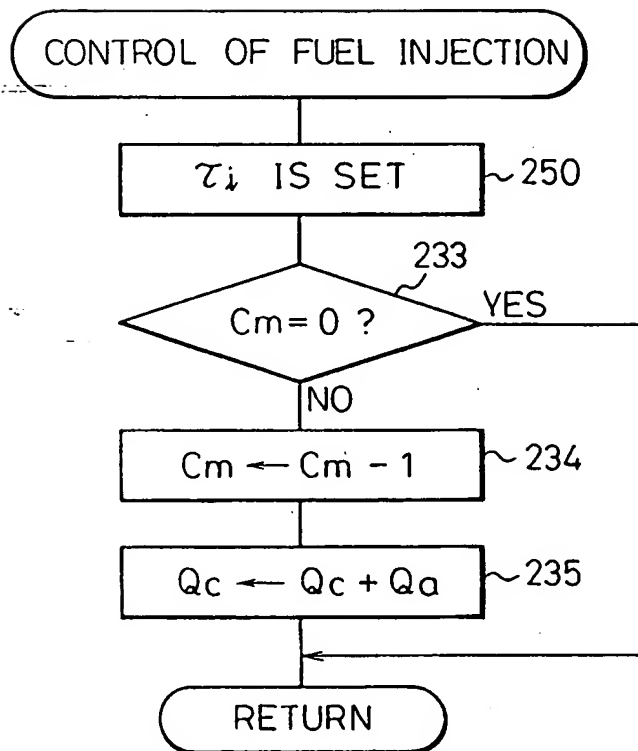 CONTROL OF FUEL INJECTION
τi IS SET
250
233
Cm = 0 ?
YES
NO
Cm ← Cm - 1
234
Qc ← Qc + Qa
235
RETURN